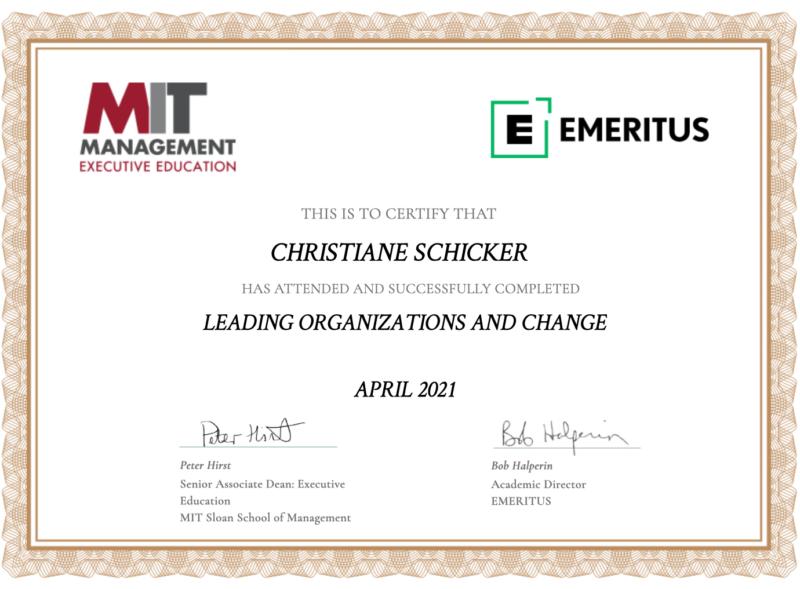 MIT
MANAGEMENT
EXECUTIVE EDUCATION
E EMERITUS
THIS IS TO CERTIFY THAT
CHRISTIANE SCHICKER
HAS ATTENDED AND SUCCESSFULLY COMPLETED
LEADING ORGANIZATIONS AND CHANGE
APRIL 2021
Peter Hirst
Peter Hirst
Senior Associate Dean: Executive
Education
MIT Sloan School of Management
Bob Halperin
Bob Halperin
Academic Director
EMERITUS